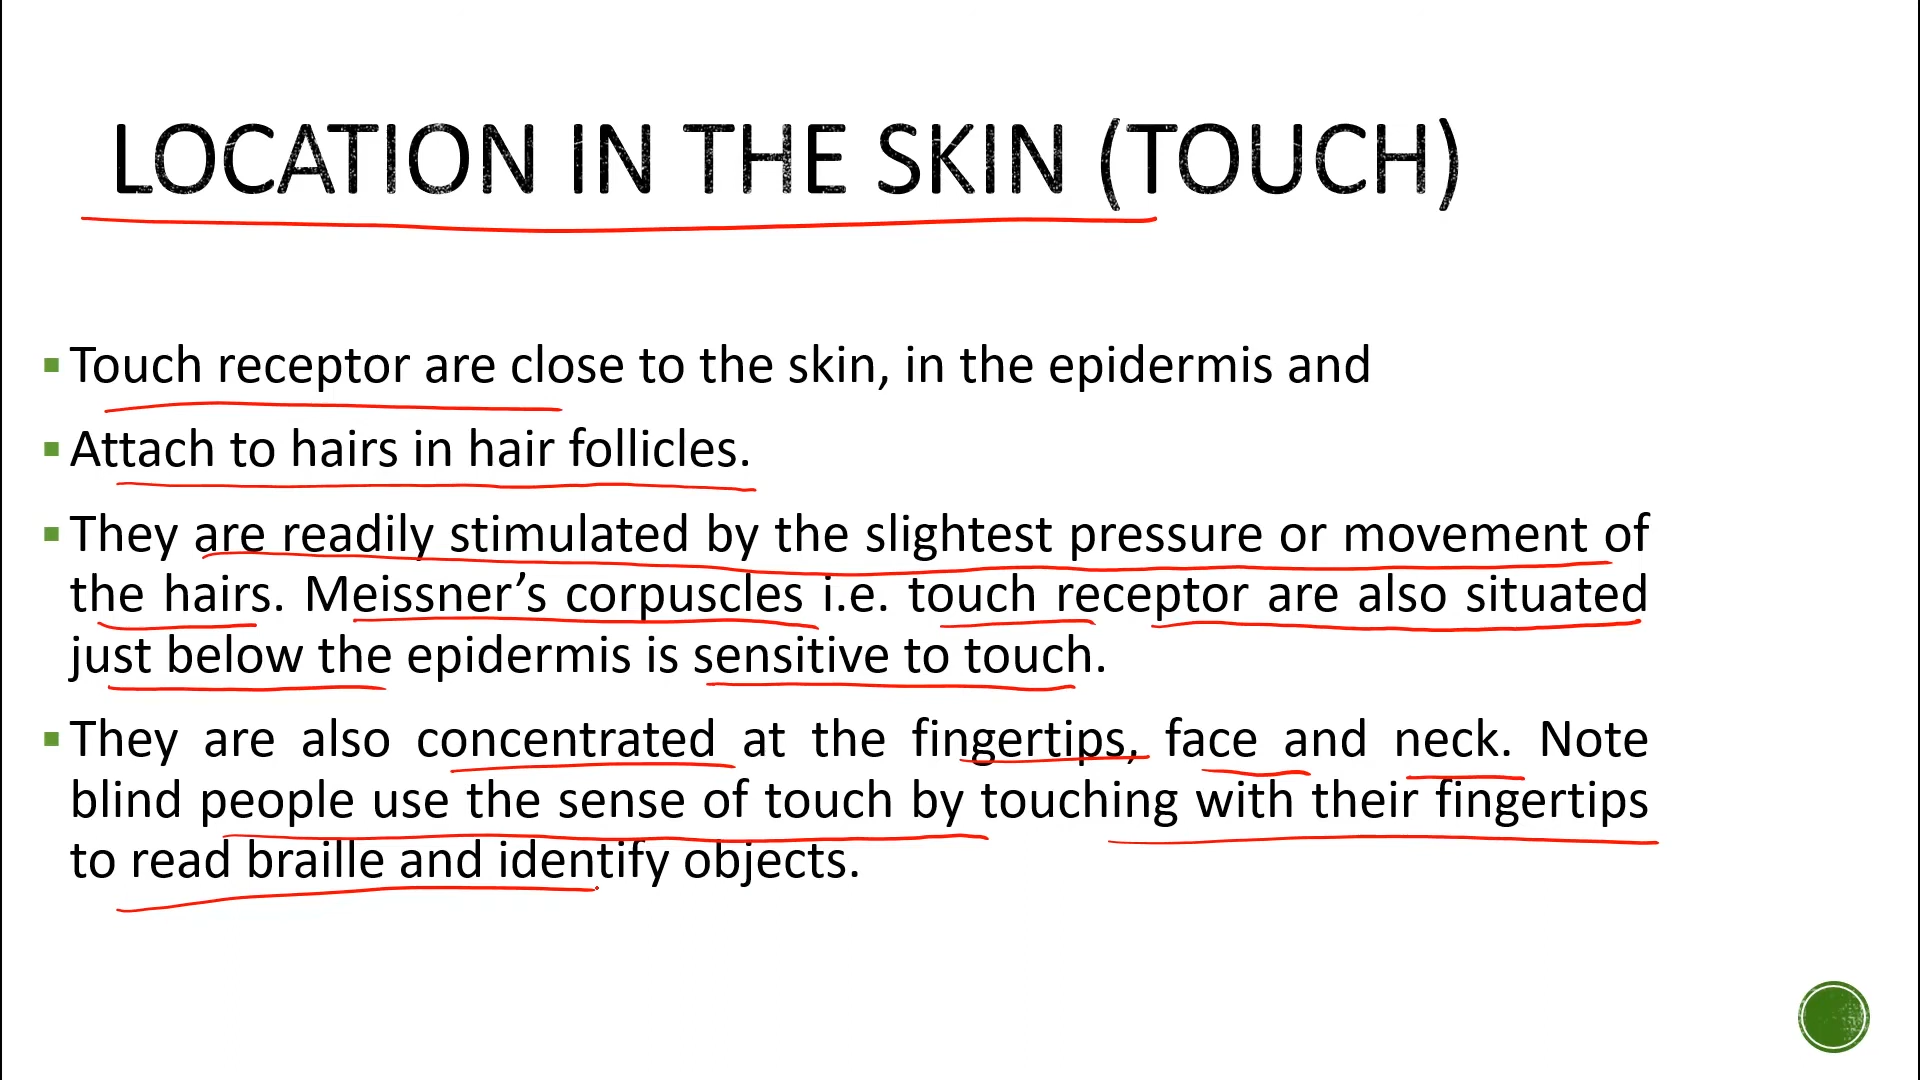 LOCATION IN THE SKIN (TOUCH)
▪ Touch receptor are close to the skin, in the epidermis and
▪ Attach to hairs in hair follicles.
▪ They are readily stimulated by the slightest pressure or movement of
the hairs. Meissner’s corpuscles i.e. touch receptor are also situated
just below the epidermis is sensitive to touch.
▪ They are also concentrated at the fingertips, face and neck. Note
blind people use the sense of touch by touching with their fingertips
to read braille and identify objects.